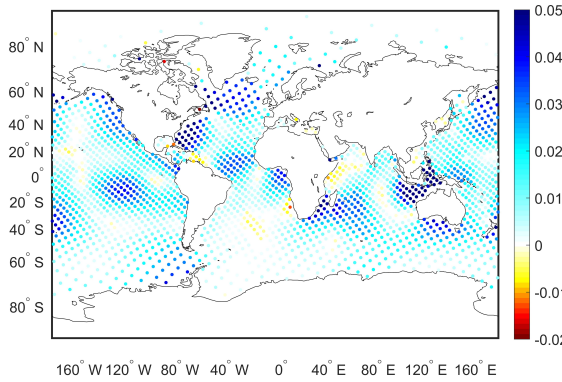 80° N
60° N
40° N
20° N
0°
20° S
40° S
60° S
80° S
160° W
120° W
80° W
40° W
0°
40° E
80° E
120° E
160° E
0.05
0.04
0.03
0.02
0.01
0
-0.01
-0.02